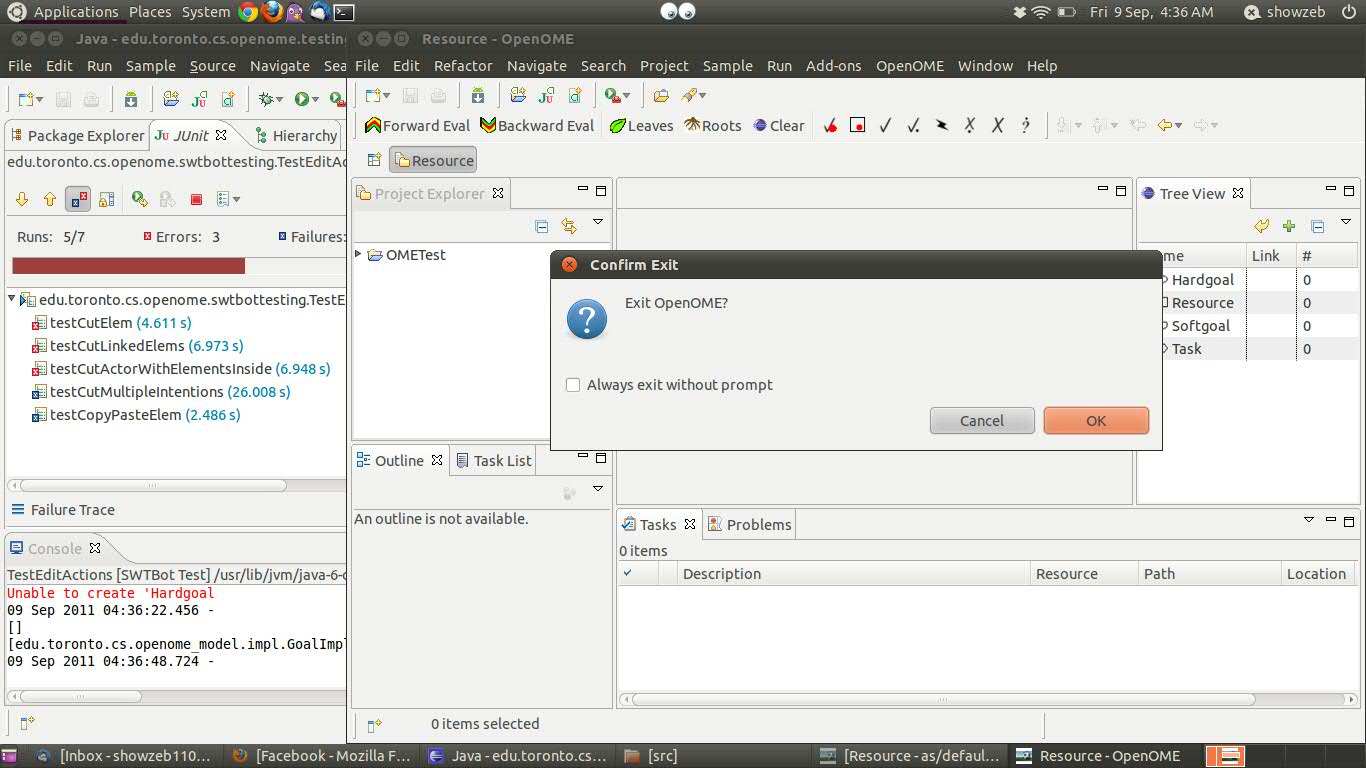 Applications Places System
Fri 9 Sep, 4:36 AM
showzeb
Java - edu.toronto.cs.openome.testing
File Edit Run Sample Source Navigate Sea
Package Explorer
JUnit
Hierarchy
edu.toronto.cs.openome.swtbottesting.TestEditAc
Runs: 5/7
Errors: 3
Failures:
edu.toronto.cs.openome.swtbottesting.TestE
testCutElem (4.611 s)
testCutLinkedElems (6.973 s)
testCutActorWithElementsInside (6.948 s)
testCutMultipleIntentions (26.008 s)
testCopyPasteElem (2.486 s)
Failure Trace
Console
TestEditActions [SWTBot Test] /usr/lib/jvm/java-6-o
Unable to create 'Hardgoal
09 Sep 2011 04:36:22.456 -
[]
[edu.toronto.cs.openome_model.impl.GoalImpl
09 Sep 2011 04:36:48.724 -
Resource - OpenOME
File Edit Refactor Navigate Search Project Sample Run Add-ons OpenOME Window Help
Forward Eval Backward Eval Leaves Roots Clear
Resource
Project Explorer
OMETest
Outline
Task List
An outline is not available.
Tree View
me Link #
Hardgoal 0
Resource 0
Softgoal 0
Task 0
Confirm Exit
Exit OpenOME?
Always exit without prompt
Cancel
OK
Tasks
Problems
0 items
Description Resource Path Location
0 items selected
[Inbox - showzeb110...
[Facebook - Mozilla F...
Java - edu.toronto.cs...
[src]
[Resource - as/defaul...
Resource - OpenOME